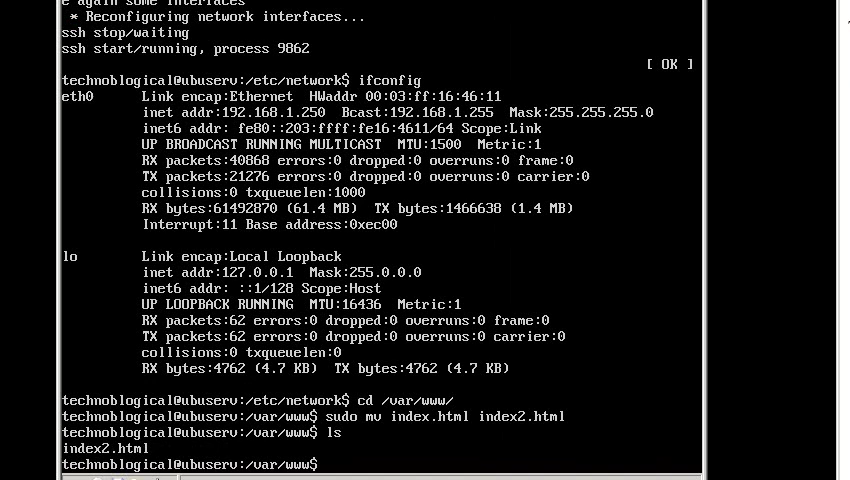 e again some interfaces
* Reconfiguring network interfaces...
ssh stop/waiting
ssh start/running, process 9862
[ OK ]
technoblogical@ubuserv:/etc/network$ ifconfig
eth0 Link encap:Ethernet HWaddr 00:03:ff:16:46:11
inet addr:192.168.1.250 Bcast:192.168.1.255 Mask:255.255.255.0
inet6 addr: fe80::203:ffff:fe16:4611/64 Scope:Link
UP BROADCAST RUNNING MULTICAST MTU:1500 Metric:1
RX packets:40868 errors:0 dropped:0 overruns:0 frame:0
TX packets:21276 errors:0 dropped:0 overruns:0 carrier:0
collisions:0 txqueuelen:1000
RX bytes:61492870 (61.4 MB) TX bytes:1466638 (1.4 MB)
Interrupt:11 Base address:0xec00
lo Link encap:Local Loopback
inet addr:127.0.0.1 Mask:255.0.0.0
inet6 addr: ::1/128 Scope:Host
UP LOOPBACK RUNNING MTU:16436 Metric:1
RX packets:62 errors:0 dropped:0 overruns:0 frame:0
TX packets:62 errors:0 dropped:0 overruns:0 carrier:0
collisions:0 txqueuelen:0
RX bytes:4762 (4.7 KB) TX bytes:4762 (4.7 KB)
technoblogical@ubuserv:/etc/network$ cd /var/www/
technoblogical@ubuserv:/var/www$ sudo mv index.html index2.html
technoblogical@ubuserv:/var/www$ ls
index2.html
technoblogical@ubuserv:/var/www$